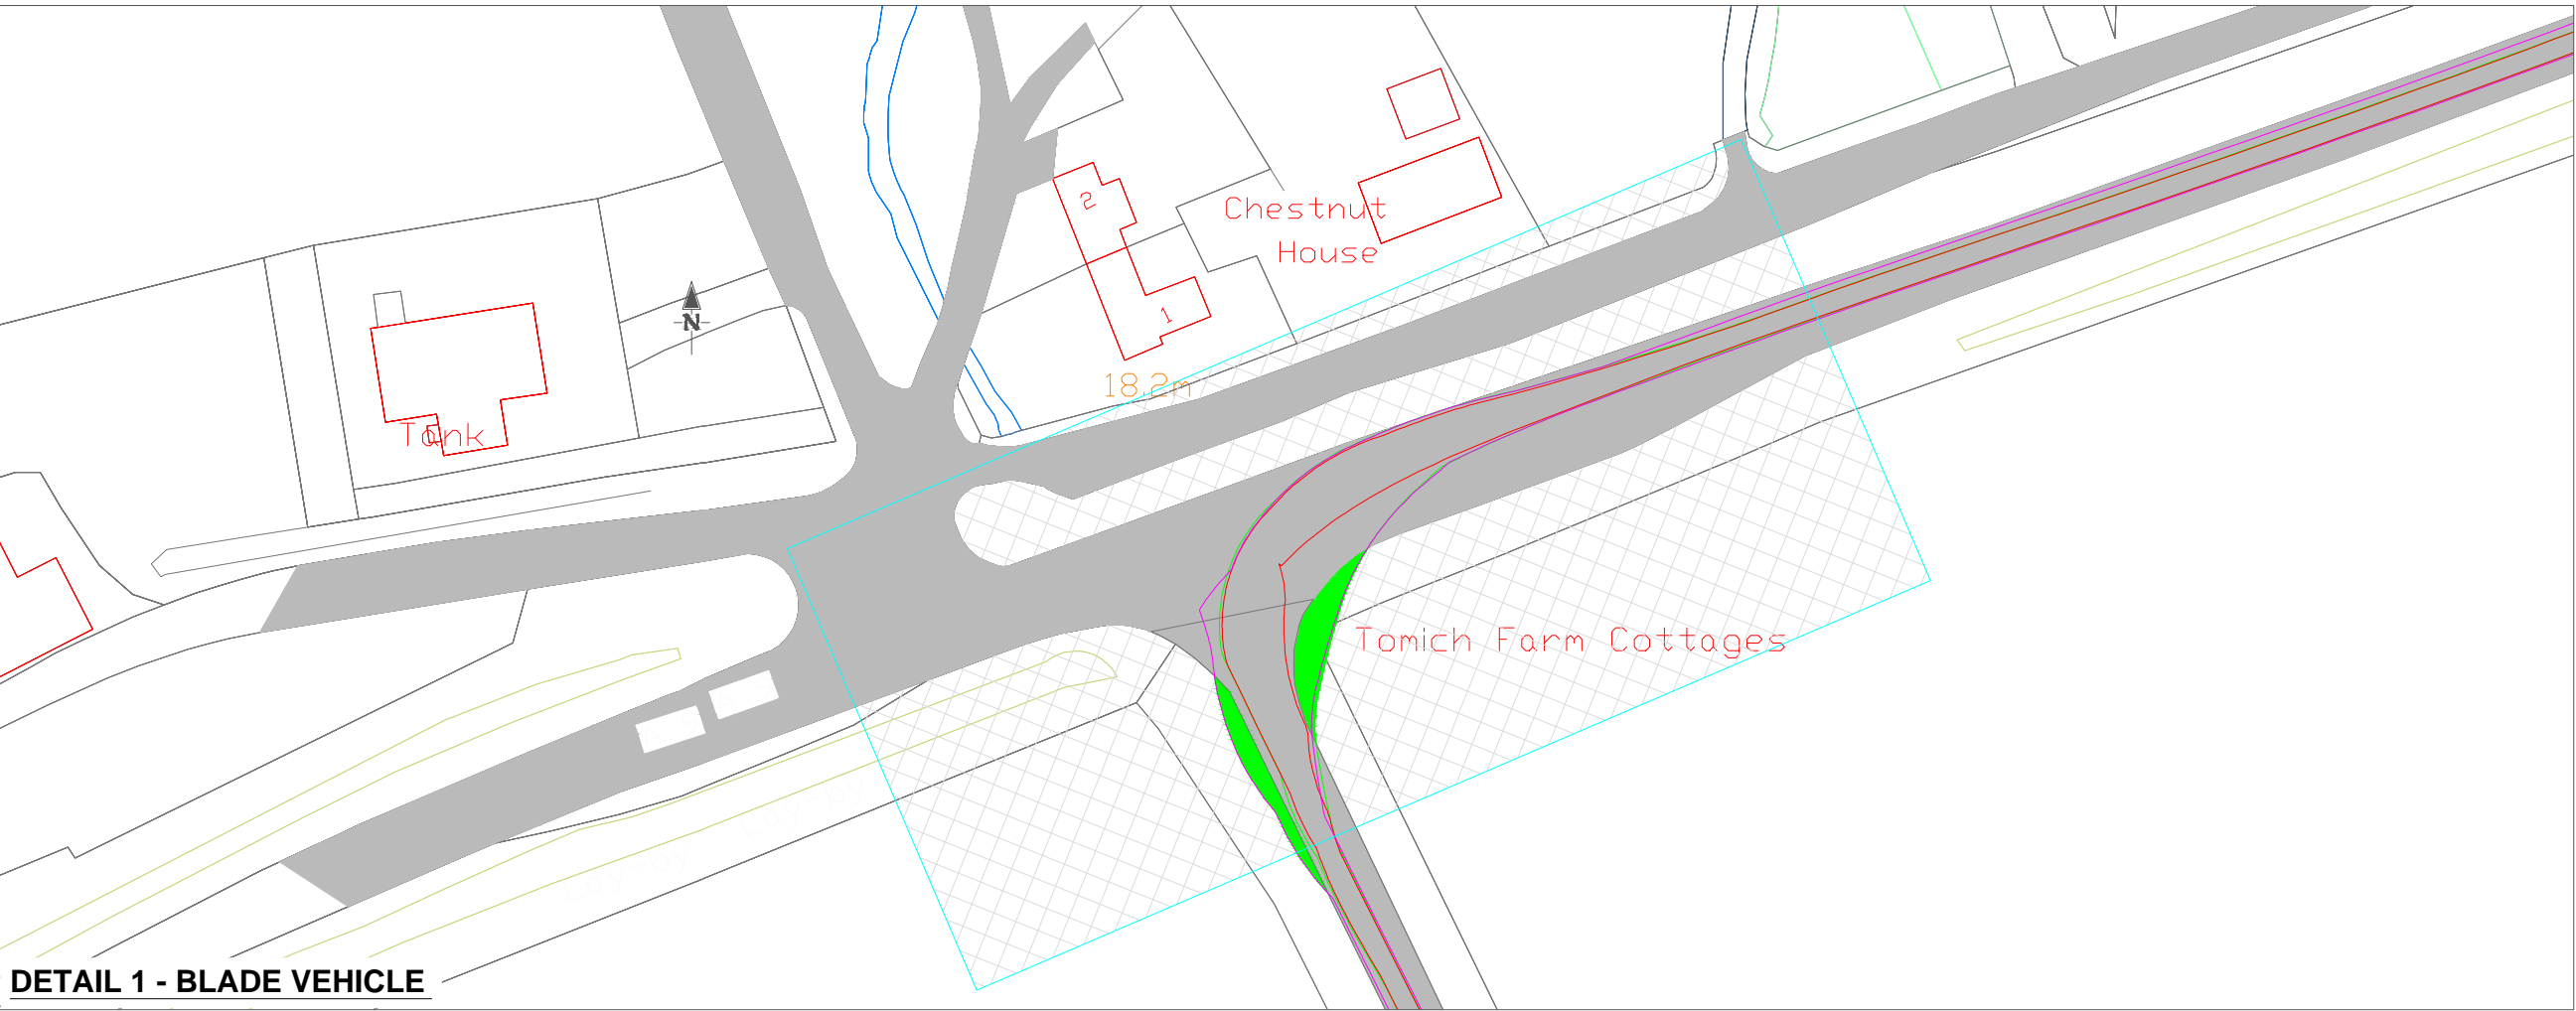 2
Chestnut
House
1
N
18.2m
Tank
Tomich Farm Cottages
DETAIL 1 - BLADE VEHICLE